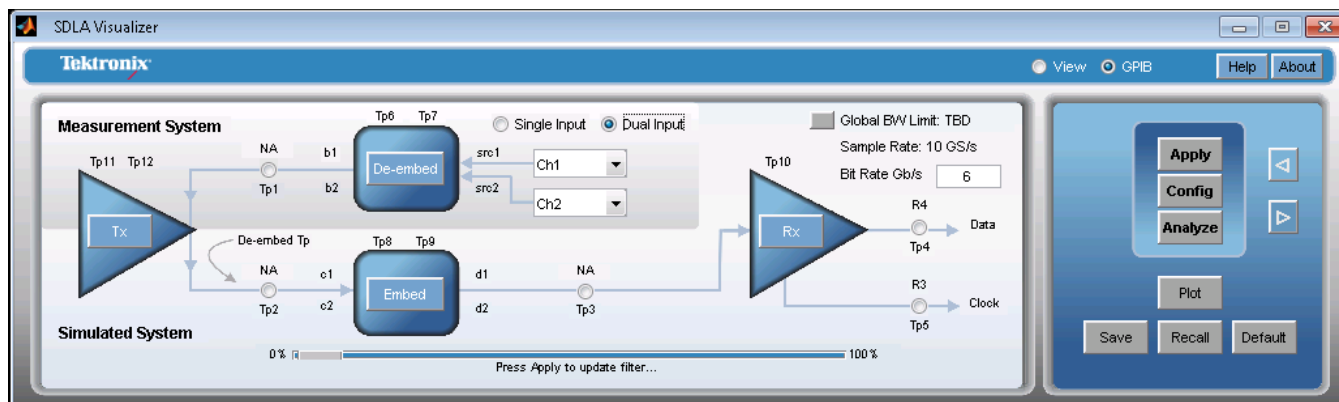 SDLA Visualizer
Tektronix
View GPIB Help About
Measurement System
Tp6 Tp7
Single Input Dual Input
Global BW Limit: TBD
Sample Rate: 10 GS/s
Bit Rate Gb/s 6
Tp11 Tp12
NA
Tp1
b1
b2
De-embed
src1
src2
Ch1
Ch2
Tp10
Tx
Rx
R4
Tp4
Data
De-embed Tp
NA
Tp2
c1
c2
Tp8 Tp9
Embed
d1
d2
NA
Tp3
R3
Tp5
Clock
Simulated System
0% 100%
Press Apply to update filter...
Apply
Config
Analyze
Plot
Save Recall Default